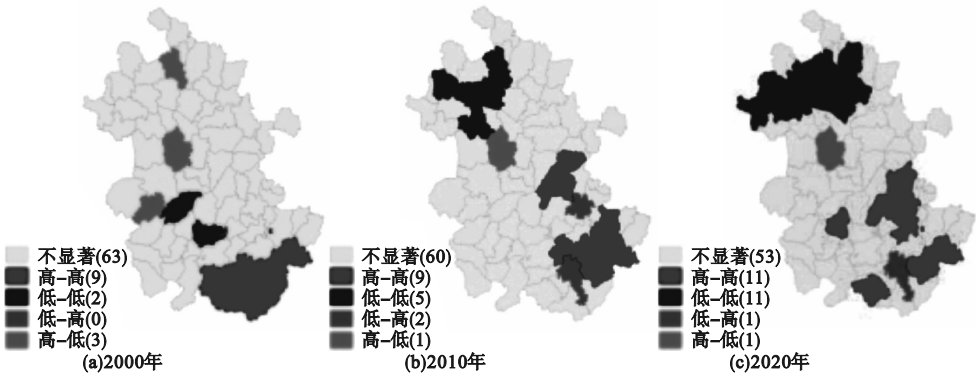 不显著(63)
高-高(9)
低-低(2)
低-高(0)
高-低(3)
(a)2000年
不显著(60)
高-高(9)
低-低(5)
低-高(2)
高-低(1)
(b)2010年
不显著(53)
高-高(11)
低-低(11)
低-高(1)
高-低(1)
(c)2020年